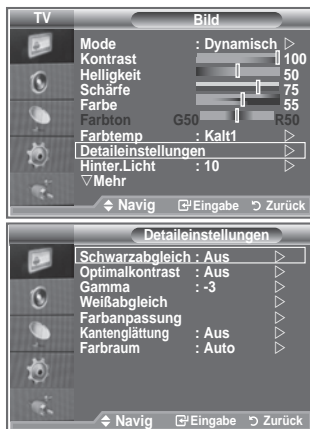 TV Bild
Mode : Dynamisch ▷
Kontrast 100
Helligkeit 50
Schärfe 75
Farbe 55
Farbton G50 R50
Farbtemp : Kalt1 ▷
Detaileinstellungen ▷
Hinter.Licht : 10 ▷
▽Mehr
Navig Eingabe Zurück
Detaileinstellungen
Schwarzabgleich : Aus ▷
Optimalkontrast : Aus ▷
Gamma : -3 ▷
Weißabgleich ▷
Farbanpassung ▷
Kantenglättung : Aus ▷
Farbraum : Auto ▷
Navig Eingabe Zurück